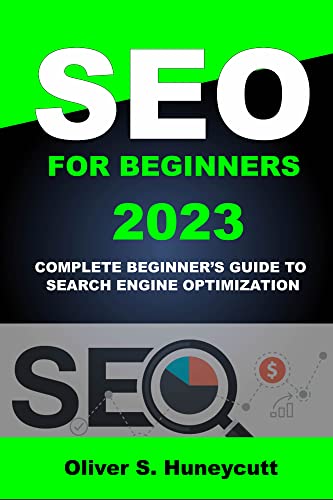 SEO
FOR BEGINNERS
2023
COMPLETE BEGINNER'S GUIDE TO
SEARCH ENGINE OPTIMIZATION
SEO
$
Oliver S. Huneycutt